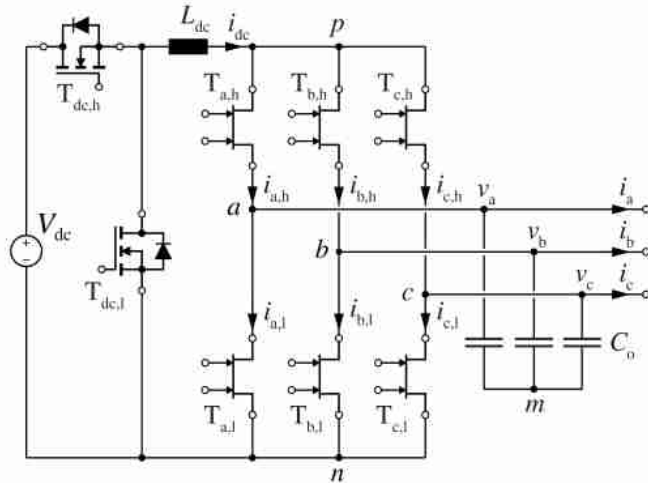 L_dc i_dc p
T_dc,h T_a,h T_b,h T_c,h
i_a,h i_b,h i_c,h v_a i_a
a
V_dc b v_b i_b
c v_c i_c
T_dc,l i_a,l i_b,l i_c,l
C_o
T_a,l T_b,l T_c,l m
n